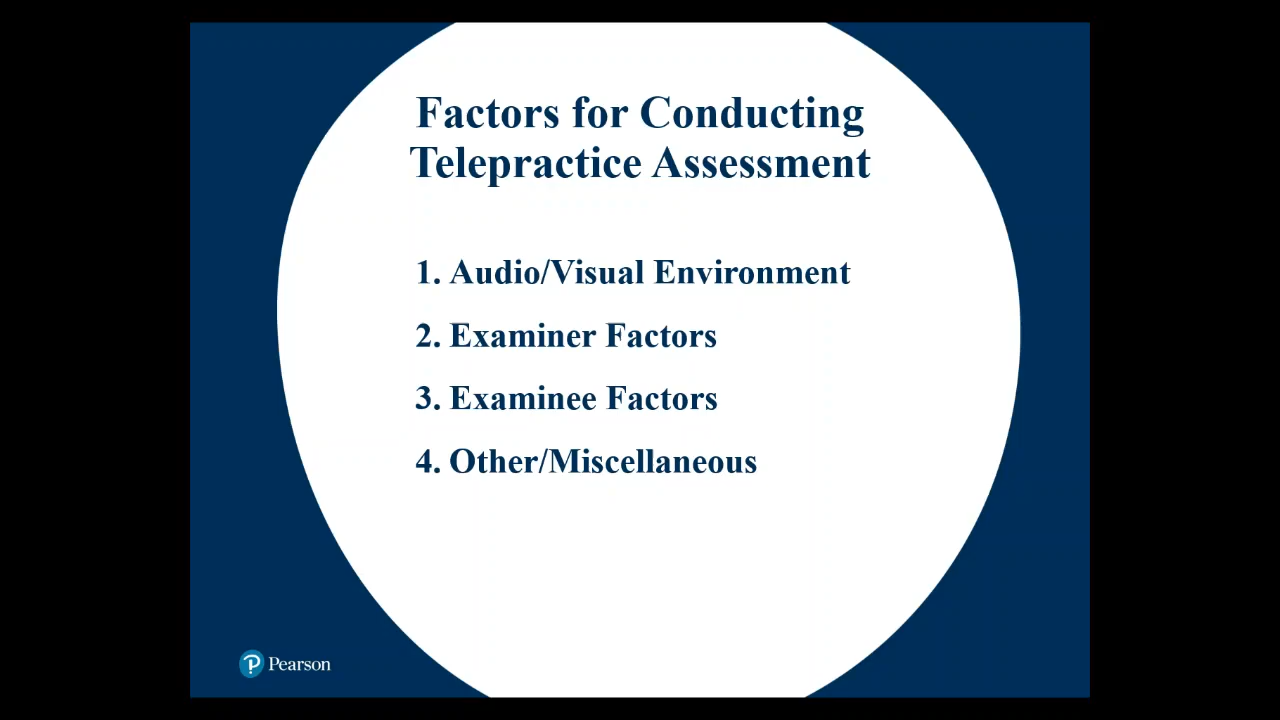 Factors for Conducting
Telepractice Assessment
1. Audio/Visual Environment
2. Examiner Factors
3. Examinee Factors
4. Other/Miscellaneous
Pearson